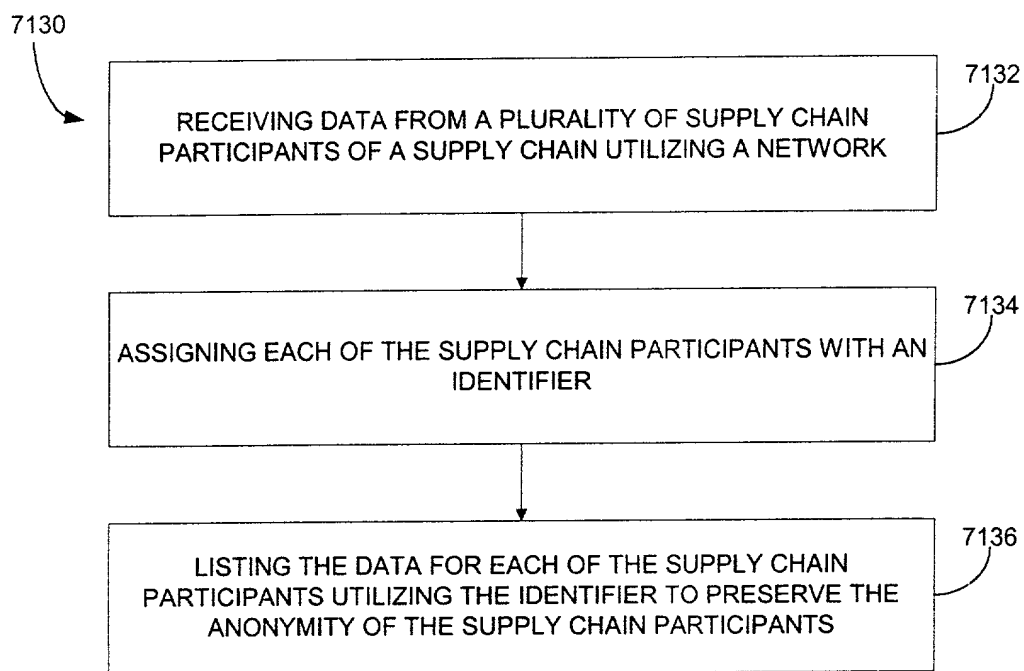 7130
7132
RECEIVING DATA FROM A PLURALITY OF SUPPLY CHAIN
PARTICIPANTS OF A SUPPLY CHAIN UTILIZING A NETWORK
7134
ASSIGNING EACH OF THE SUPPLY CHAIN PARTICIPANTS WITH AN
IDENTIFIER
7136
LISTING THE DATA FOR EACH OF THE SUPPLY CHAIN
PARTICIPANTS UTILIZING THE IDENTIFIER TO PRESERVE THE
ANONYMITY OF THE SUPPLY CHAIN PARTICIPANTS